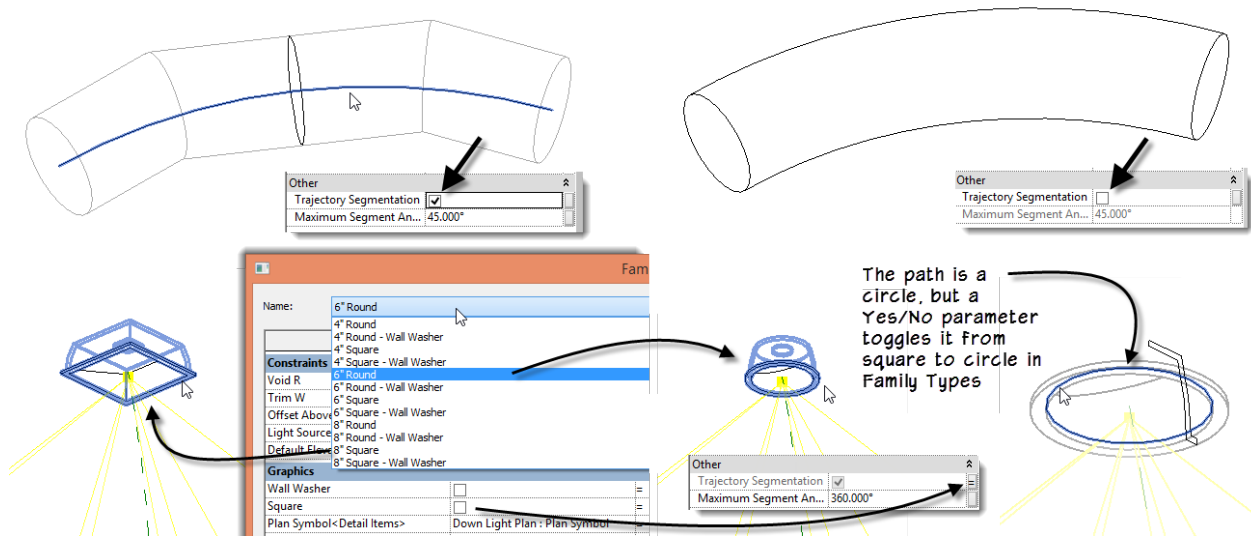 Other
Trajectory Segmentation
Maximum Segment An... 45.000°
Other
Trajectory Segmentation
Maximum Segment An... 45.000°
Fam
Name:
6" Round
4" Round
4" Round - Wall Washer
4" Square
4" Square - Wall Washer
6" Round
6" Round - Wall Washer
6" Square
6" Square - Wall Washer
8" Round
8" Round - Wall Washer
8" Square
8" Square - Wall Washer
Constraints
Void R
Trim W
Offset Above
Light Source
Default Eleva
Graphics
Wall Washer =
Square =
Plan Symbol<Detail Items> Down Light Plan : Plan Symbol =
The path is a
circle, but a
Yes/No parameter
toggles it from
square to circle in
Family Types
Other
Trajectory Segmentation =
Maximum Segment An... 360.000°